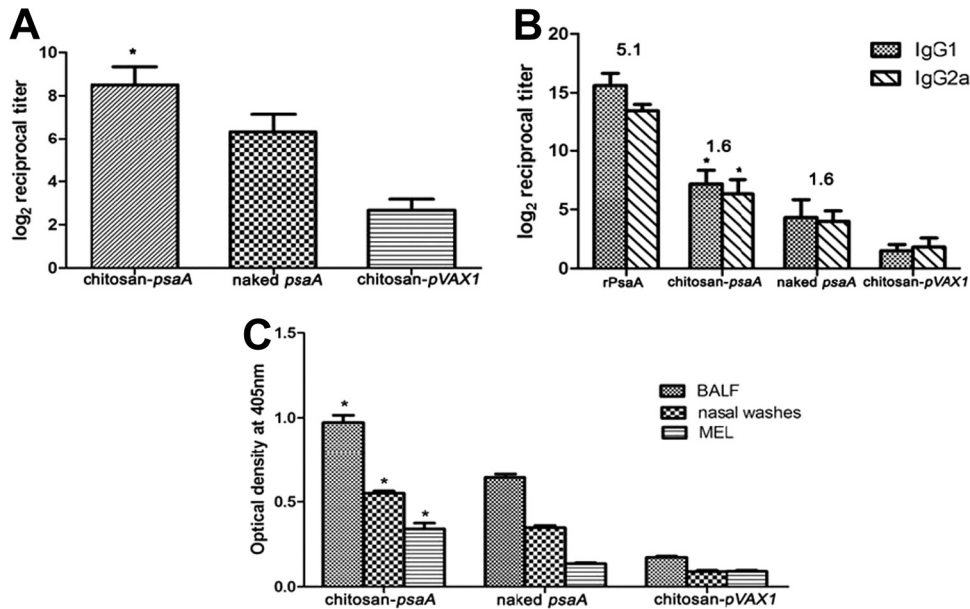 A
log2 reciprocal titer
10
8
6
4
2
0
*
chitosan-psaA
naked psaA
chitosan-pVAX1
B
log2 reciprocal titer
20
15
10
5
0
5.1
1.6
* *
1.6
IgG1
IgG2a
rPsaA
chitosan-psaA
naked psaA
chitosan-pVAX1
C
Optical density at 405nm
1.5
1.0
0.5
0.0
*
*
*
BALF
nasal washes
MEL
chitosan-psaA
naked psaA
chitosan-pVAX1